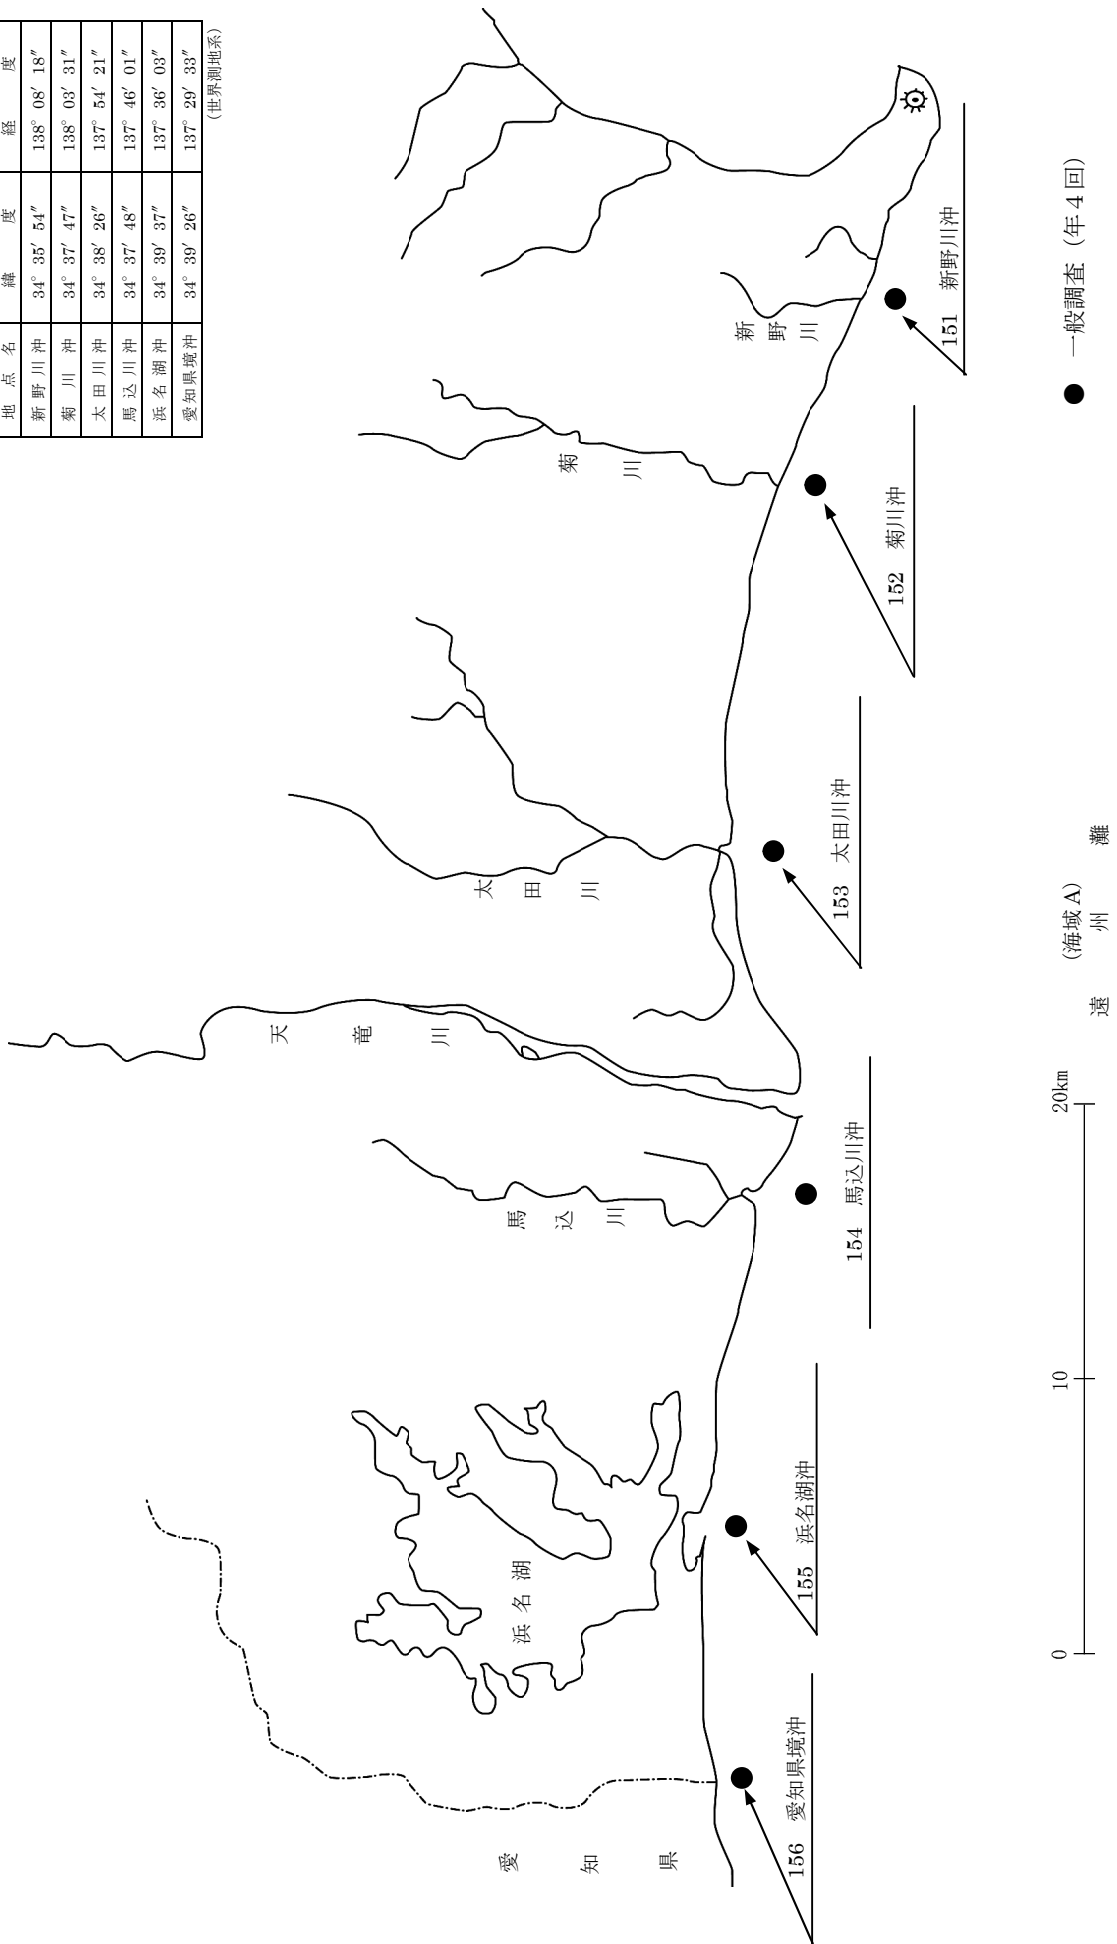 地点名 緯度 経度
新野川沖 34° 35′ 54″ 138° 08′ 18″
菊川沖 34° 37′ 47″ 138° 03′ 31″
太田川沖 34° 38′ 26″ 137° 54′ 21″
馬込川沖 34° 37′ 48″ 137° 46′ 01″
浜名湖沖 34° 39′ 37″ 137° 36′ 03″
愛知県境沖 34° 39′ 26″ 137° 29′ 33″
(世界測地系)
愛知県
浜名湖
馬込川
天竜川
太田川
菊川
新野川
156 愛知県境沖
155 浜名湖沖
154 馬込川沖
153 太田川沖
152 菊川沖
151 新野川沖
0 10 20km
(海域 A)
● 一般調査 (年 4 回)
遠州灘